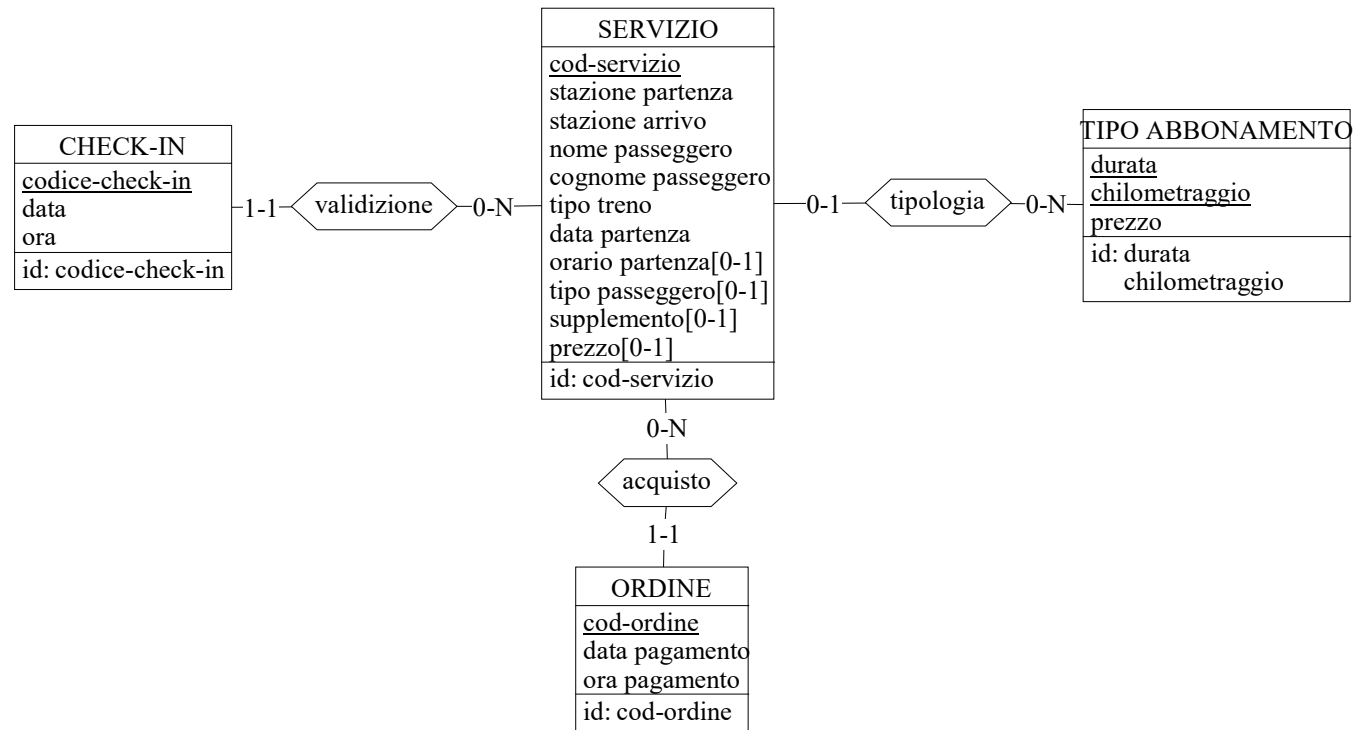 SERVIZIO
cod-servizio
stazione partenza
stazione arrivo
nome passeggero
cognome passeggero
tipo treno
data partenza
orario partenza[0-1]
tipo passeggero[0-1]
supplemento[0-1]
prezzo[0-1]
id: cod-servizio
CHECK-IN
codice-check-in
data
ora
id: codice-check-in
1-1
validizione
0-N
0-1
tipologia
0-N
TIPO ABBONAMENTO
durata
chilometraggio
prezzo
id: durata
chilometraggio
0-N
acquisto
1-1
ORDINE
cod-ordine
data pagamento
ora pagamento
id: cod-ordine